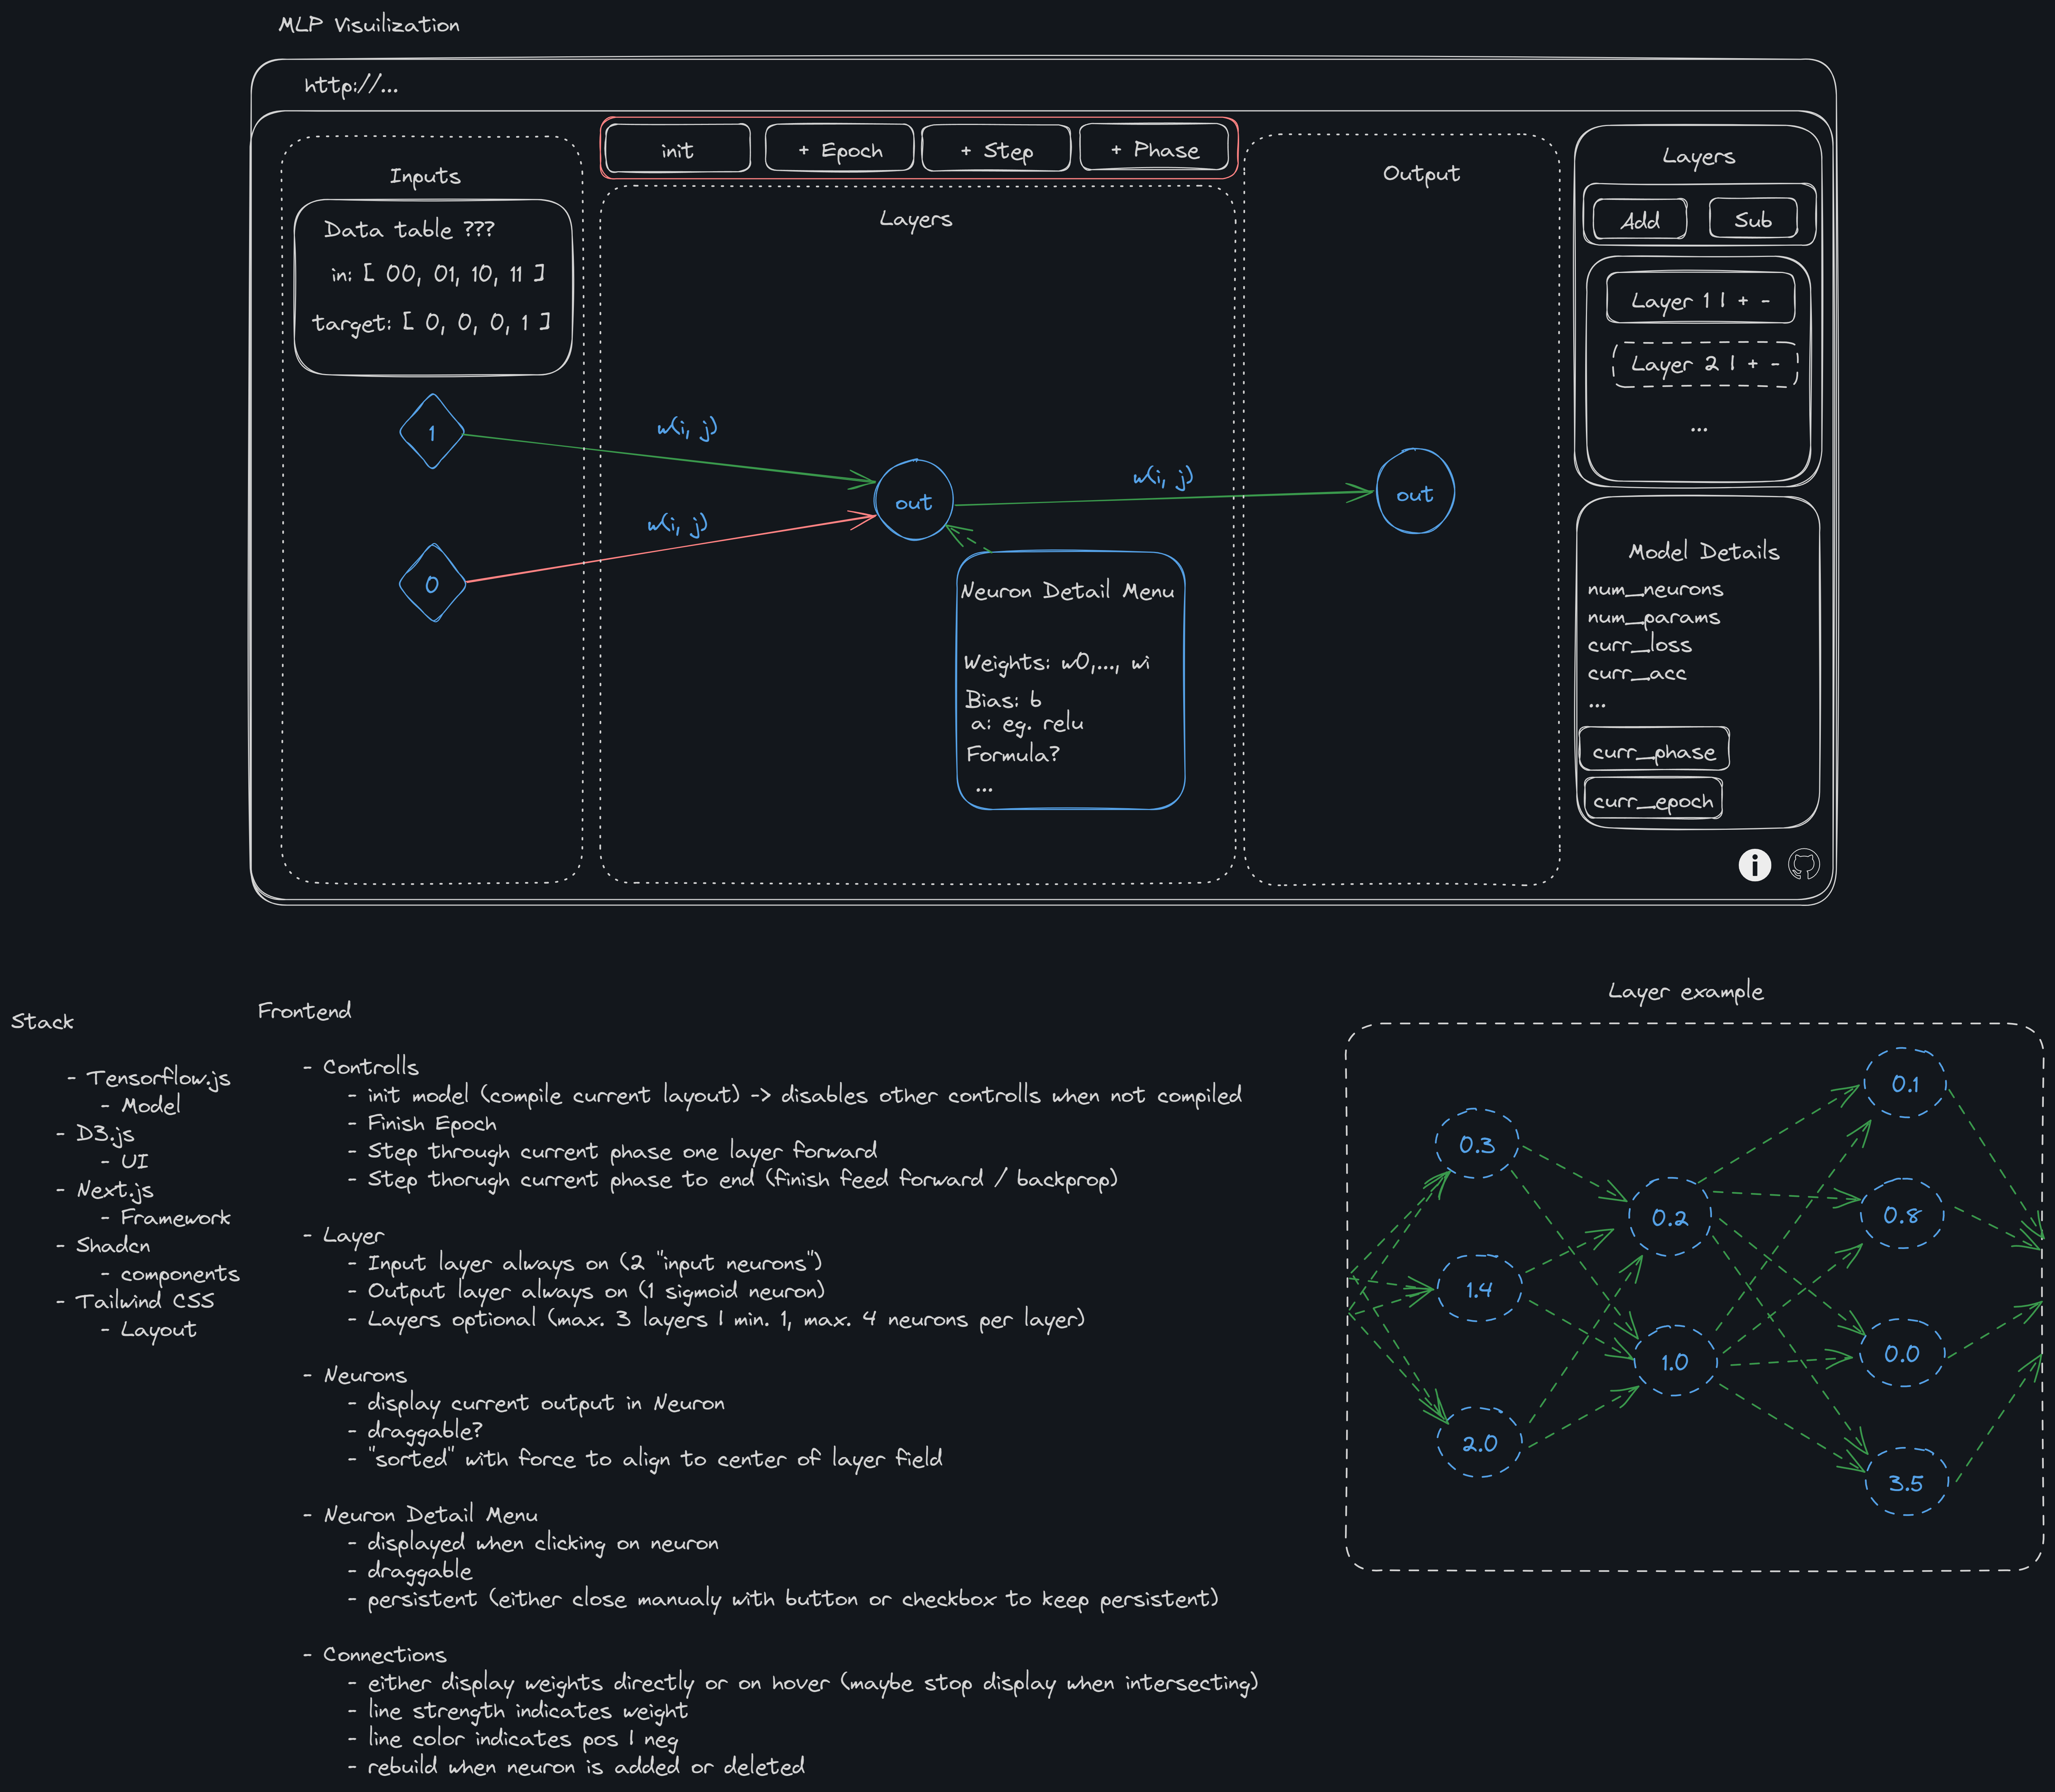 MLP Visuilization
http://...
Inputs
Data table ???
in: [ 00, 01, 10, 11 ]
target: [ 0, 0, 0, 1 ]
1
0
init
+ Epoch
+ Step
+ Phase
Layers
w(i, j)
w(i, j)
out
w(i, j)
Neuron Detail Menu
Weights: w0,..., wi
Bias: b
a: eg. relu
Formula?
...
Output
out
Layers
Add
Sub
Layer 1 | + -
Layer 2 | + -
...
Model Details
num_neurons
num_params
curr_loss
curr_acc
...
curr_phase
curr_epoch
i
Stack
- Tensorflow.js
- Model
- D3.js
- UI
- Next.js
- Framework
- Shadcn
- components
- Tailwind CSS
- Layout
Frontend
- Controlls
- init model (compile current layout) -> disables other controlls when not compiled
- Finish Epoch
- Step through current phase one layer forward
- Step thorugh current phase to end (finish feed forward / backprop)
- Layer
- Input layer always on (2 "input neurons")
- Output layer always on (1 sigmoid neuron)
- Layers optional (max. 3 layers | min. 1, max. 4 neurons per layer)
- Neurons
- display current output in Neuron
- draggable?
- "sorted" with force to align to center of layer field
- Neuron Detail Menu
- displayed when clicking on neuron
- draggable
- persistent (either close manualy with button or checkbox to keep persistent)
- Connections
- either display weights directly or on hover (maybe stop display when intersecting)
- line strength indicates weight
- line color indicates pos | neg
- rebuild when neuron is added or deleted
Layer example
0.3
1.4
2.0
0.2
1.0
0.1
0.8
0.0
3.5